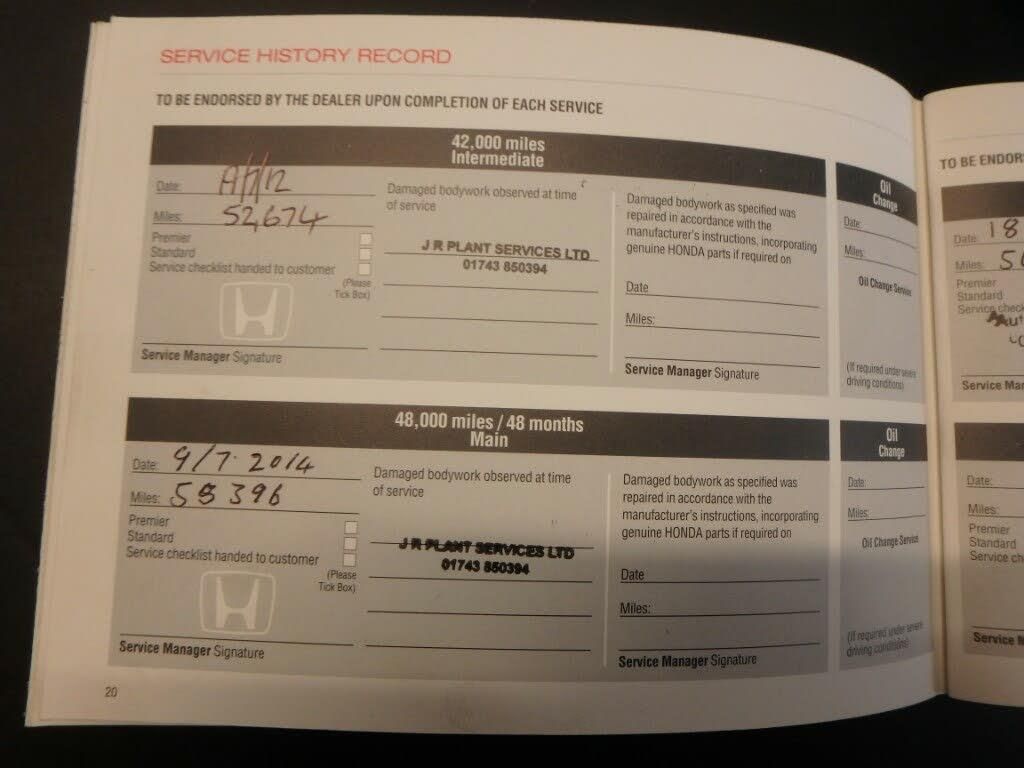 SERVICE HISTORY RECORD
TO BE ENDORSED BY THE DEALER UPON COMPLETION OF EACH SERVICE
42,000 miles
Intermediate
Date:
Miles: 52,674
Premier
Standard
Service checklist handed to customer
(Please
Tick Box)
Service Manager Signature
Damaged bodywork observed at time
of service
J R PLANT SERVICES LTD
01743 850394
Damaged bodywork as specified was
repaired in accordance with the
manufacturer's instructions, incorporating
genuine HONDA parts if required on
Date
Miles:
Service Manager Signature
Oil
Change
Date:
Miles:
Oil Change Service
(If required under severe
driving conditions)
48,000 miles / 48 months
Main
Date: 9/7.2014
Miles: 58396
Premier
Standard
Service checklist handed to customer
(Please
Tick Box)
Service Manager Signature
Damaged bodywork observed at time
of service
J R PLANT SERVICES LTD
01743 850394
Damaged bodywork as specified was
repaired in accordance with the
manufacturer's instructions, incorporating
genuine HONDA parts if required on
Date
Miles:
Service Manager Signature
Oil
Change
Date:
Miles:
Oil Change Service
(If required under severe
driving conditions)
20
TO BE ENDOR
Date: 18
Miles:
Premier
Standard
Service check
Service Mar
Date:
Miles:
Premier
Standard
Service ch
Service M